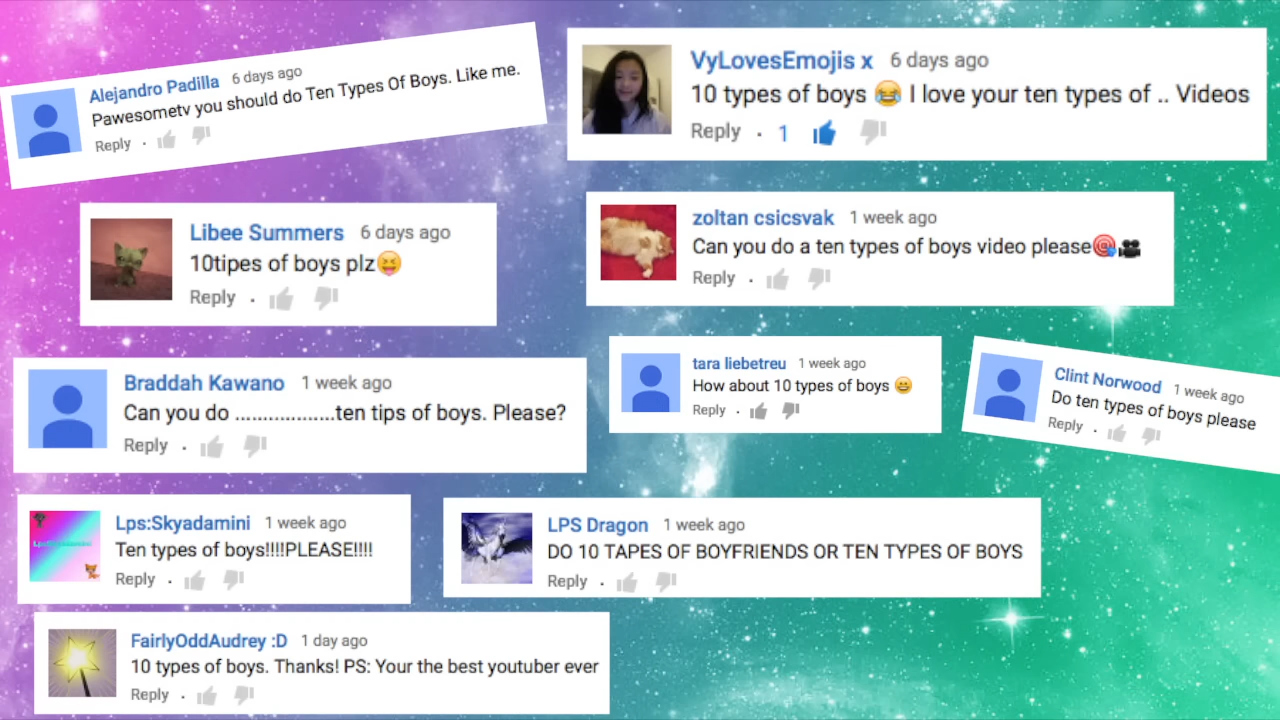 Alejandro Padilla 6 days ago
Pawesometv you should do Ten Types Of Boys. Like me.
Reply
VyLovesEmojis x 6 days ago
10 types of boys 😂 I love your ten types of .. Videos
Reply · 1
Libee Summers 6 days ago
10tipes of boys plz😝
Reply
zoltan csicsvak 1 week ago
Can you do a ten types of boys video please🎯🎥
Reply
Braddah Kawano 1 week ago
Can you do ..................ten tips of boys. Please?
Reply
tara liebetreu 1 week ago
How about 10 types of boys 😀
Reply
Clint Norwood 1 week ago
Do ten types of boys please
Reply
Lps:Skyadamini 1 week ago
Ten types of boys!!!!PLEASE!!!!
Reply
LPS Dragon 1 week ago
DO 10 TAPES OF BOYFRIENDS OR TEN TYPES OF BOYS
Reply
FairlyOddAudrey :D 1 day ago
10 types of boys. Thanks! PS: Your the best youtuber ever
Reply